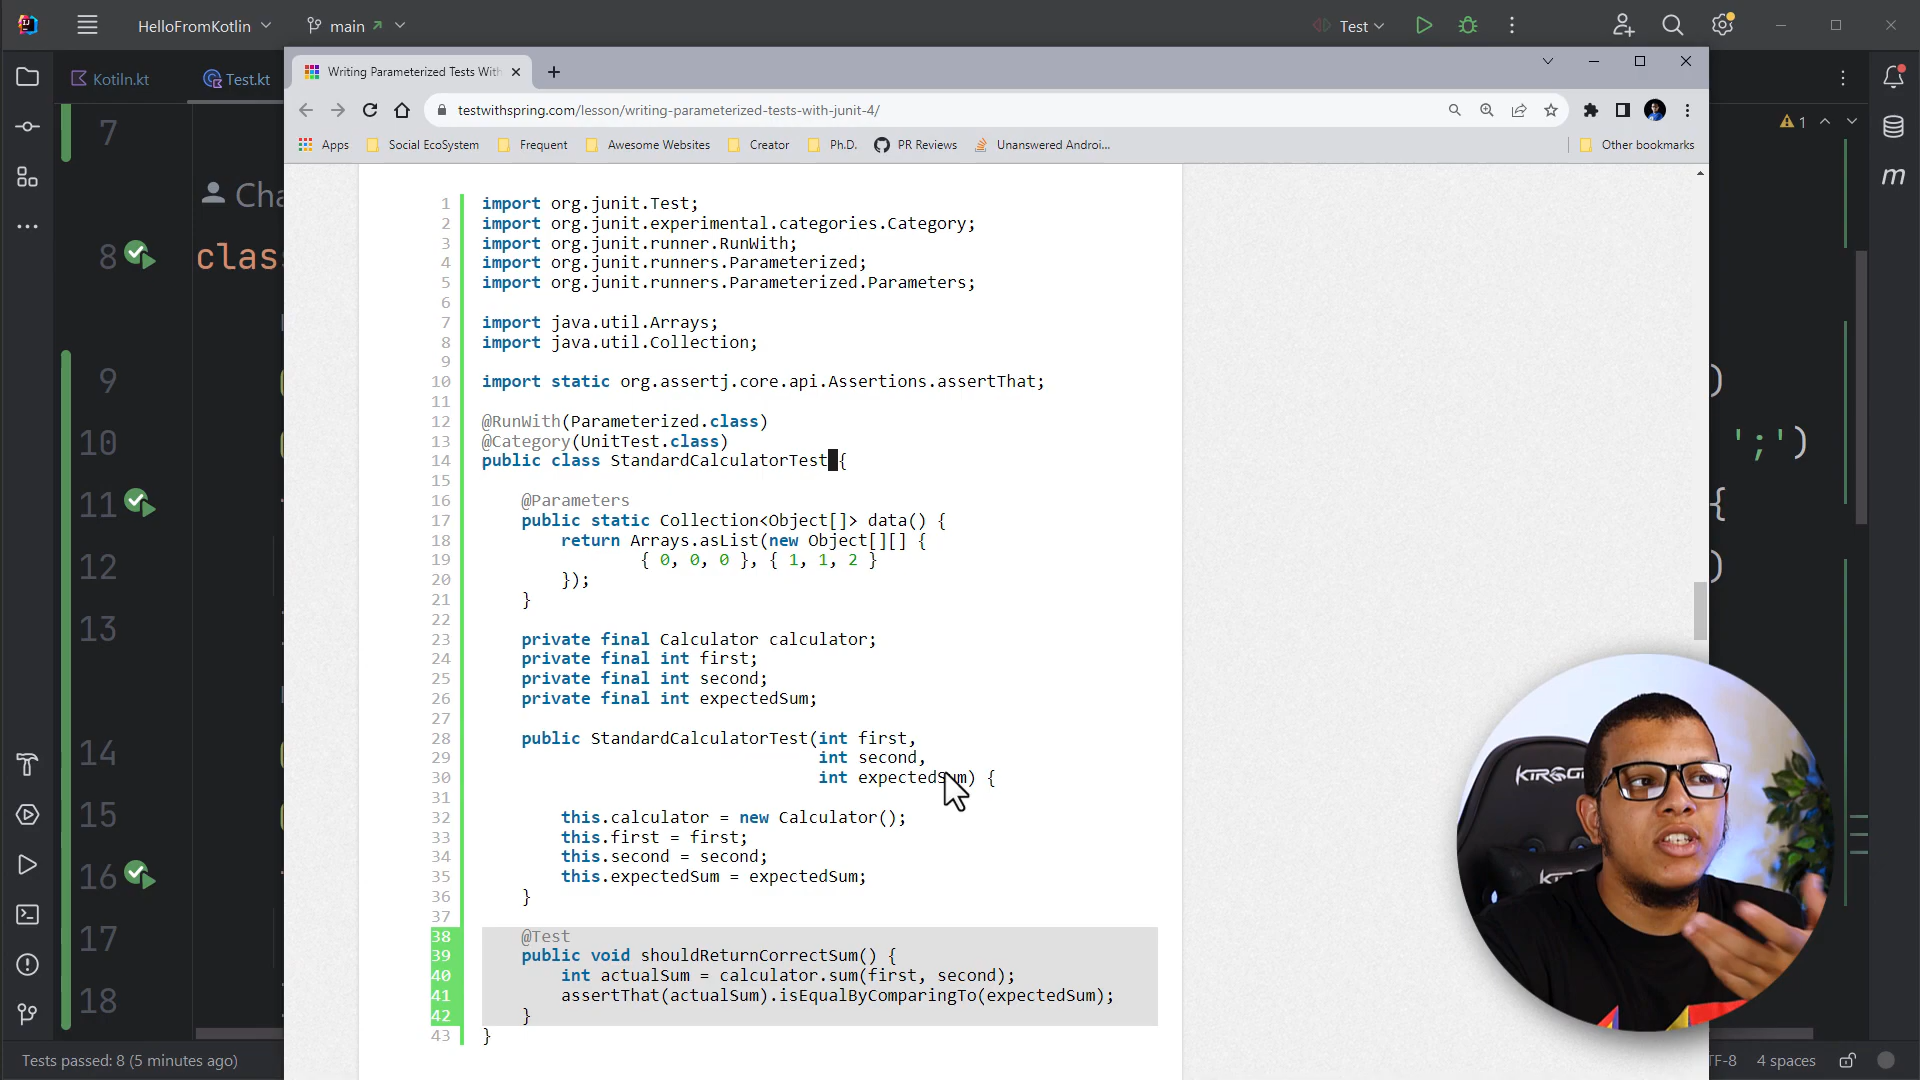 HelloFromKotlin
main
Test
Kotiln.kt
Test.kt
Writing Parameterized Tests With
testwithspring.com/lesson/writing-parameterized-tests-with-junit-4/
Apps
Social EcoSystem
Frequent
Awesome Websites
Creator
Ph.D.
PR Reviews
Unanswered Androi...
Other bookmarks
1
7
Cha
8
clas
9
10
11
12
13
14
15
16
17
18
)
';')
{
)
m
1 import org.junit.Test;
2 import org.junit.experimental.categories.Category;
3 import org.junit.runner.RunWith;
4 import org.junit.runners.Parameterized;
5 import org.junit.runners.Parameterized.Parameters;
6
7 import java.util.Arrays;
8 import java.util.Collection;
9
10 import static org.assertj.core.api.Assertions.assertThat;
11
12 @RunWith(Parameterized.class)
13 @Category(UnitTest.class)
14 public class StandardCalculatorTest {
15
16 @Parameters
17 public static Collection<Object[]> data() {
18 return Arrays.asList(new Object[][] {
19 { 0, 0, 0 }, { 1, 1, 2 }
20 });
21 }
22
23 private final Calculator calculator;
24 private final int first;
25 private final int second;
26 private final int expectedSum;
27
28 public StandardCalculatorTest(int first,
29 int second,
30 int expectedSum) {
31
32 this.calculator = new Calculator();
33 this.first = first;
34 this.second = second;
35 this.expectedSum = expectedSum;
36 }
37
38 @Test
39 public void shouldReturnCorrectSum() {
40 int actualSum = calculator.sum(first, second);
41 assertThat(actualSum).isEqualByComparingTo(expectedSum);
42 }
43 }
Tests passed: 8 (5 minutes ago)
TF-8
4 spaces